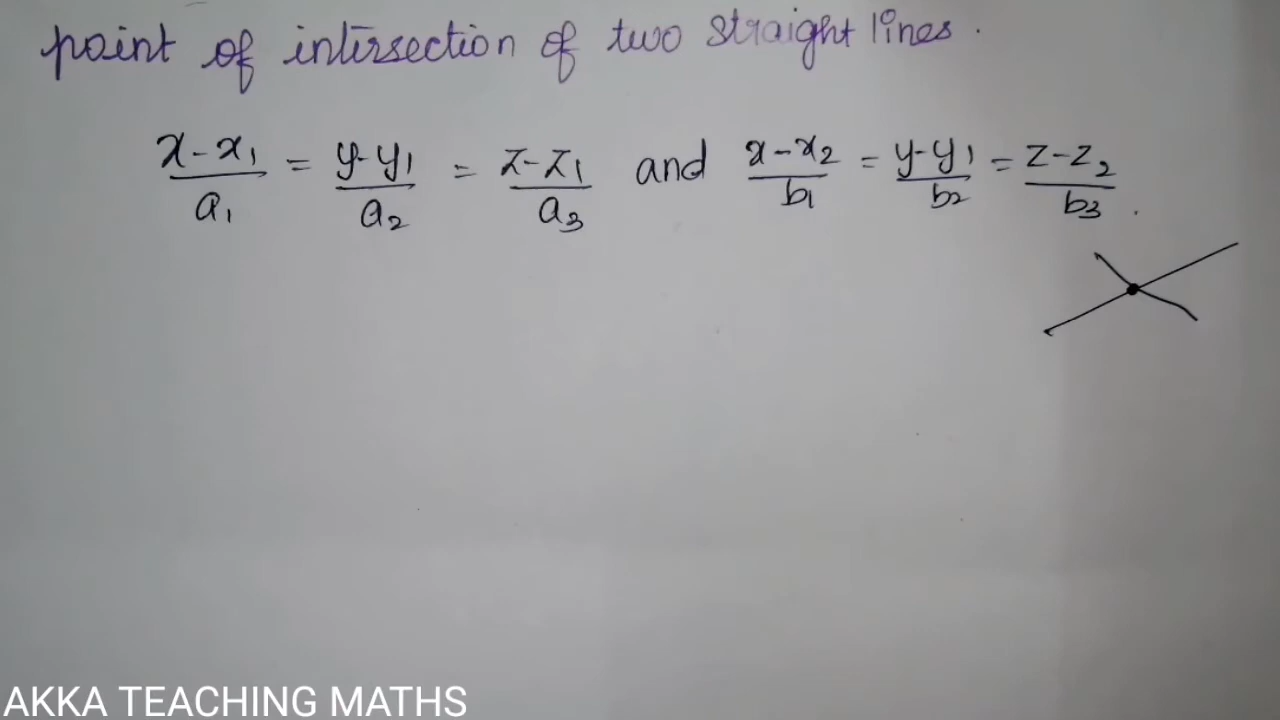 point of intersection of two straight lines.
x-x₁/a₁ = y-y₁/a₂ = z-z₁/a₃ and x-x₂/b₁ = y-y₁/b₂ = z-z₂/b₃.
AKKA TEACHING MATHS